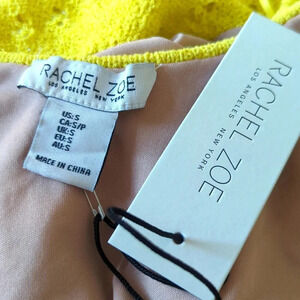 RACHEL ZOE
LOS ANGELES NEW YORK
US:S
CA:S/P
UK:S
EU:S
AU:S
MADE IN CHINA
RACHEL ZOE
LOS ANGELES NEW YORK